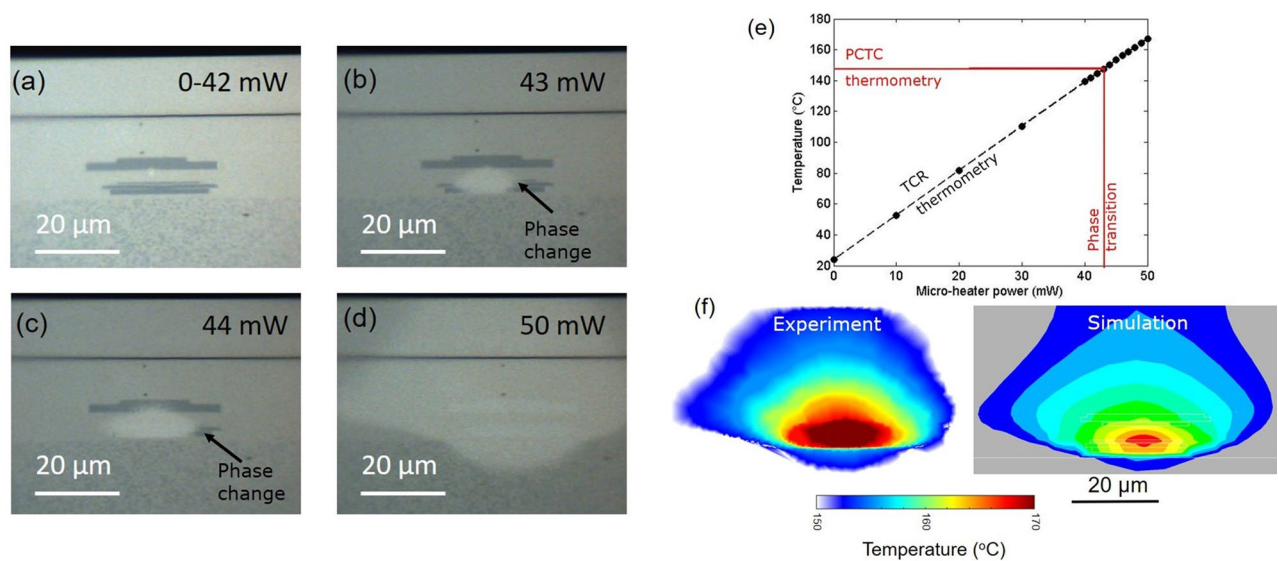 (a)
0-42 mW
20 µm
(b)
43 mW
Phase
change
20 µm
(c)
44 mW
Phase
change
20 µm
(d)
50 mW
20 µm
(e)
180
160
140
120
100
80
60
40
20
0
10
20
30
40
50
Temperature (°C)
Micro-heater power (mW)
PCTC
thermometry
TCR
thermometry
Phase
transition
(f)
Experiment
Simulation
20 µm
150
160
170
Temperature (°C)